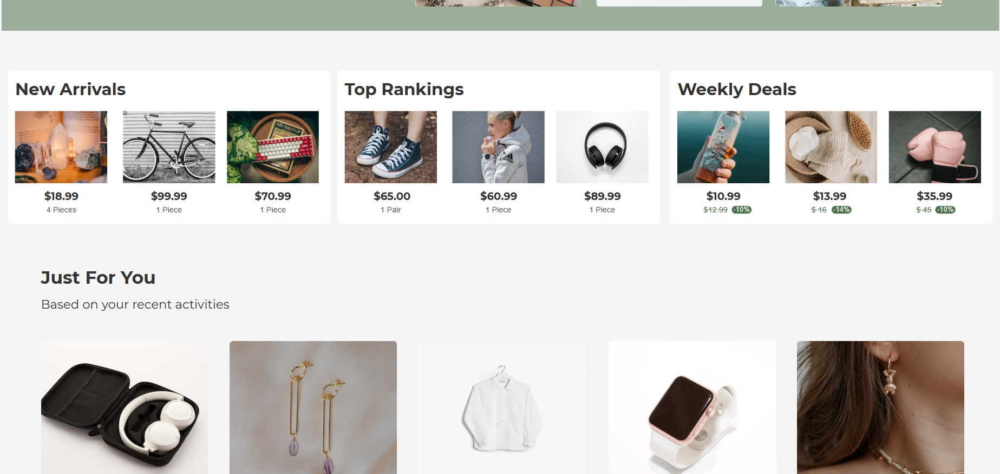 New Arrivals
$18.99
4 Pieces
$99.99
1 Piece
$70.99
1 Piece
Top Rankings
adidas
$65.00
1 Pair
$60.99
1 Piece
$89.99
1 Piece
Weekly Deals
$10.99
$12.99 -10%
$13.99
$ 16 -14%
$35.99
$ 45 -10%
Just For You
Based on your recent activities